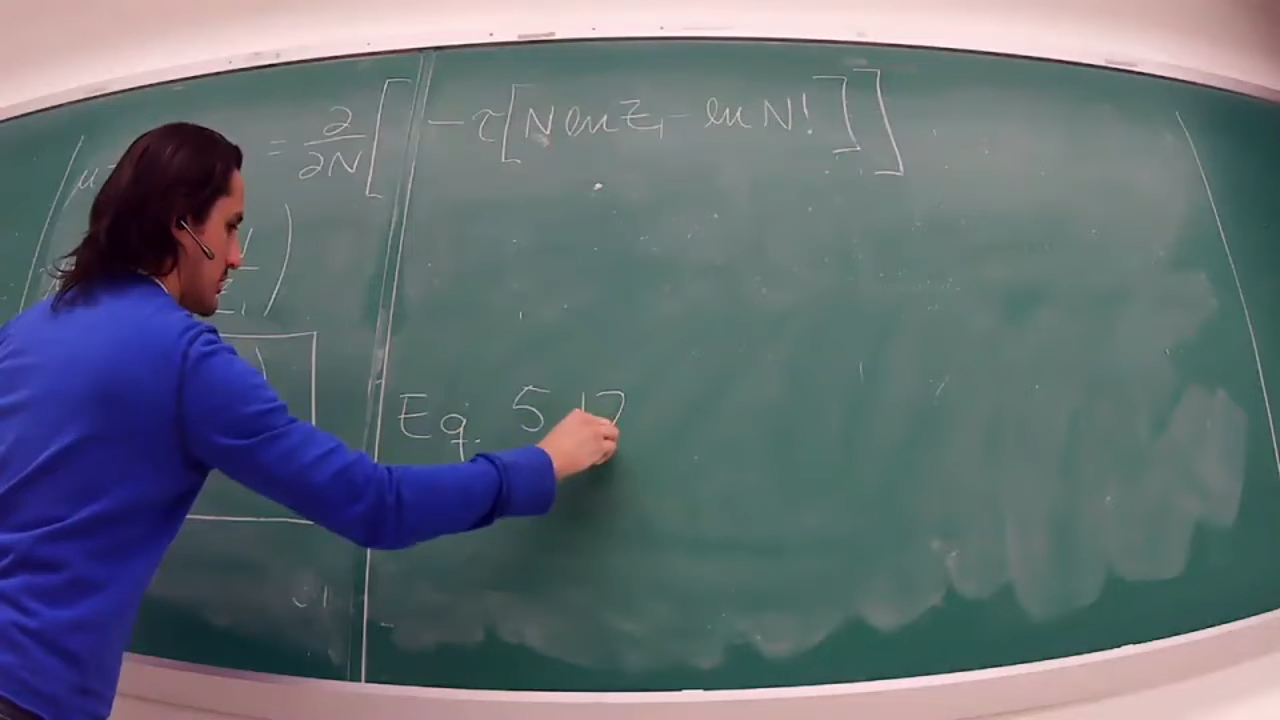 μ = ∂/∂N [ - τ [ N ln Z₁ - ln N! ] ]
Eq. 5.12